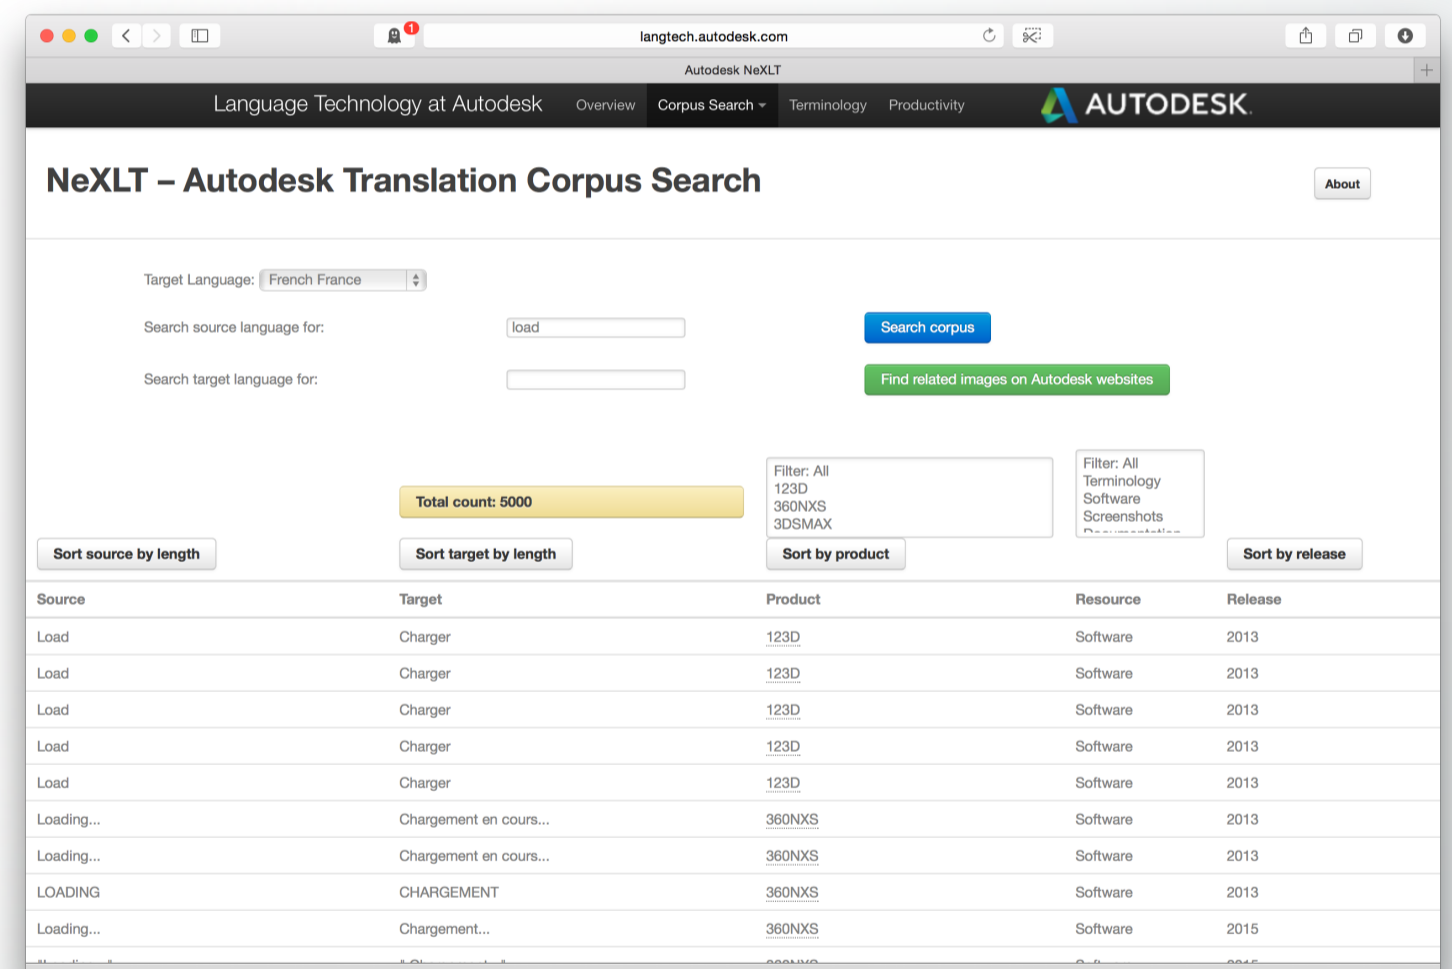 1
langtech.autodesk.com
Autodesk NeXLT
Language Technology at Autodesk Overview Corpus Search Terminology Productivity AUTODESK.
NeXLT – Autodesk Translation Corpus Search
About
Target Language: French France
Search source language for: load Search corpus
Search target language for: Find related images on Autodesk websites
Filter: All
Terminology
Software
Screenshots
Documentation
Filter: All
123D
360NXS
3DSMAX
Total count: 5000
Sort source by length Sort target by length Sort by product Sort by release
Source Target Product Resource Release
Load Charger 123D Software 2013
Load Charger 123D Software 2013
Load Charger 123D Software 2013
Load Charger 123D Software 2013
Load Charger 123D Software 2013
Loading... Chargement en cours... 360NXS Software 2013
Loading... Chargement en cours... 360NXS Software 2013
LOADING CHARGEMENT 360NXS Software 2013
Loading... Chargement... 360NXS Software 2015